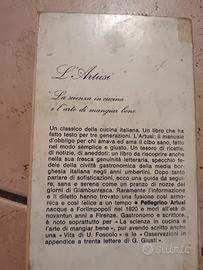 L'Artusi
La scienza in cucina
e l'arte di mangiar bene
Un classico della cucina italiana. Un libro che ha
fatto testo per tre generazioni. L'Artusi: il manuale
d'obbligo per chi amava ed ama il cibo sano, fatto
nel modo semplice e giusto. Un tesoro di ricette,
di notizie, di aneddoti: un libro da riscoprire anche
nella sua fresca genuinità letteraria, specchio fe-
dele della civiltà gastronomica della media bor-
ghesia italiana negli anni umbertini. Dopo tanto
parlare di sofisticazioni, ecco una guida da segui-
re, sana e serena come un pranzo di nozze dei
giorni di Giamburrasca. Raramente l'informazione
e il diletto hanno trovato una fusione così armo-
nica e così felice a un tempo ● Pellegrino Artusi
nacque a Forlimpopoli nel 1820 e morì all'età di
novantun anni a Firenze. Gastronomo e scrittore,
è noto soprattutto per «La scienza in cucina e
l'arte di mangiar bene», pur avendo scritto anche
una «Vita di U. Foscolo» e le «Osservazioni in
appendice a trenta lettere di G. Giusti».
subito